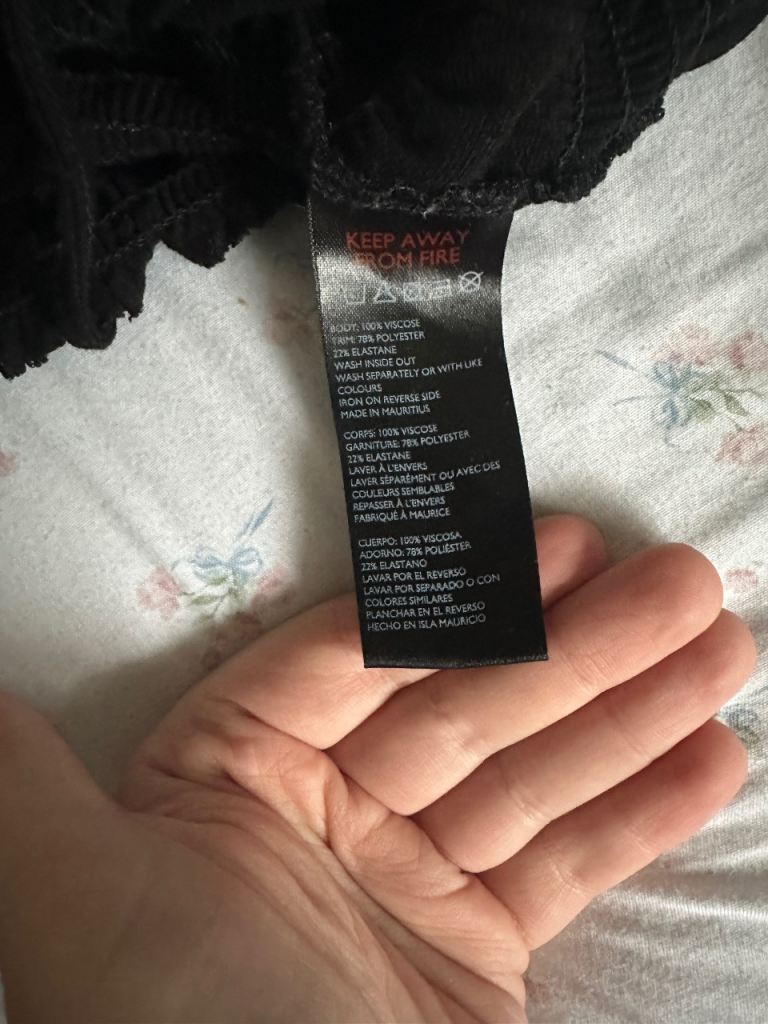 KEEP AWAY
FROM FIRE
BODY: 100% VISCOSE
TRIM: 78% POLYESTER
22% ELASTANE
WASH INSIDE OUT
WASH SEPARATELY OR WITH LIKE
COLOURS
IRON ON REVERSE SIDE
MADE IN MAURITIUS
CORPS: 100% VISCOSE
GARNITURE: 78% POLYESTER
22% ELASTANE
LAVER À L'ENVERS
LAVER SÉPARÉMENT OU AVEC DES
COULEURS SEMBLABLES
REPASSER À L'ENVERS
FABRIQUÉ À MAURICE
CUERPO: 100% VISCOSA
ADORNO: 78% POLIÉSTER
22% ELASTANO
LAVAR POR EL REVERSO
LAVAR POR SEPARADO O CON
COLORES SIMILARES
PLANCHAR EN EL REVERSO
HECHO EN ISLA MAURICIO